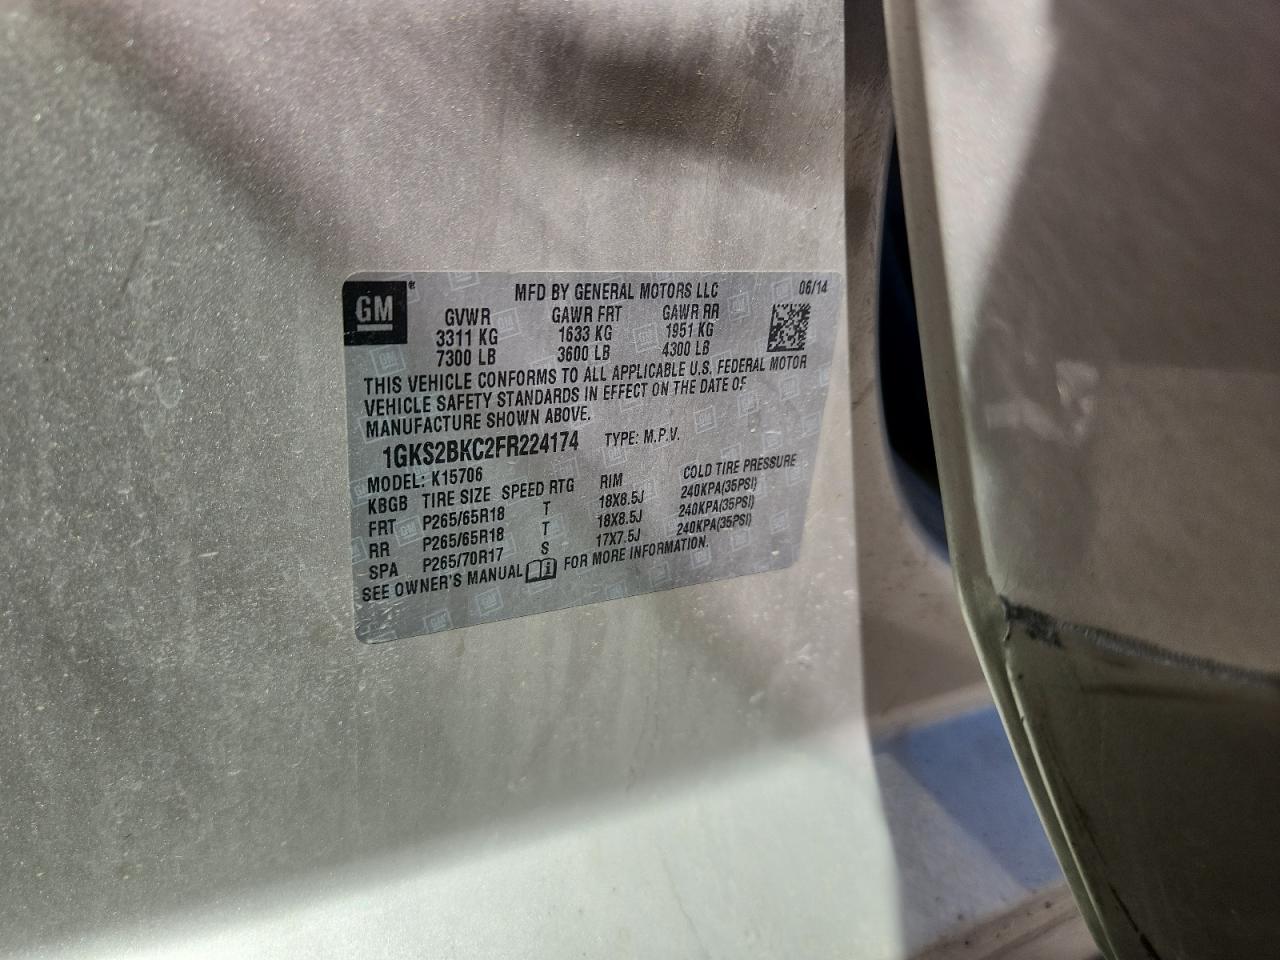 GM®
MFD BY GENERAL MOTORS LLC 06/14
GVWR GAWR FRT GAWR RR
3311 KG 1633 KG 1951 KG
7300 LB 3600 LB 4300 LB
THIS VEHICLE CONFORMS TO ALL APPLICABLE U.S. FEDERAL MOTOR
VEHICLE SAFETY STANDARDS IN EFFECT ON THE DATE OF
MANUFACTURE SHOWN ABOVE.
1GKS2BKC2FR224174 TYPE: M.P.V.
MODEL: K15706
KBGB TIRE SIZE SPEED RTG RIM COLD TIRE PRESSURE
FRT P265/65R18 T 18X8.5J 240KPA(35PSI)
RR P265/65R18 T 18X8.5J 240KPA(35PSI)
SPA P265/70R17 S 17X7.5J 240KPA(35PSI)
SEE OWNER'S MANUAL i FOR MORE INFORMATION.